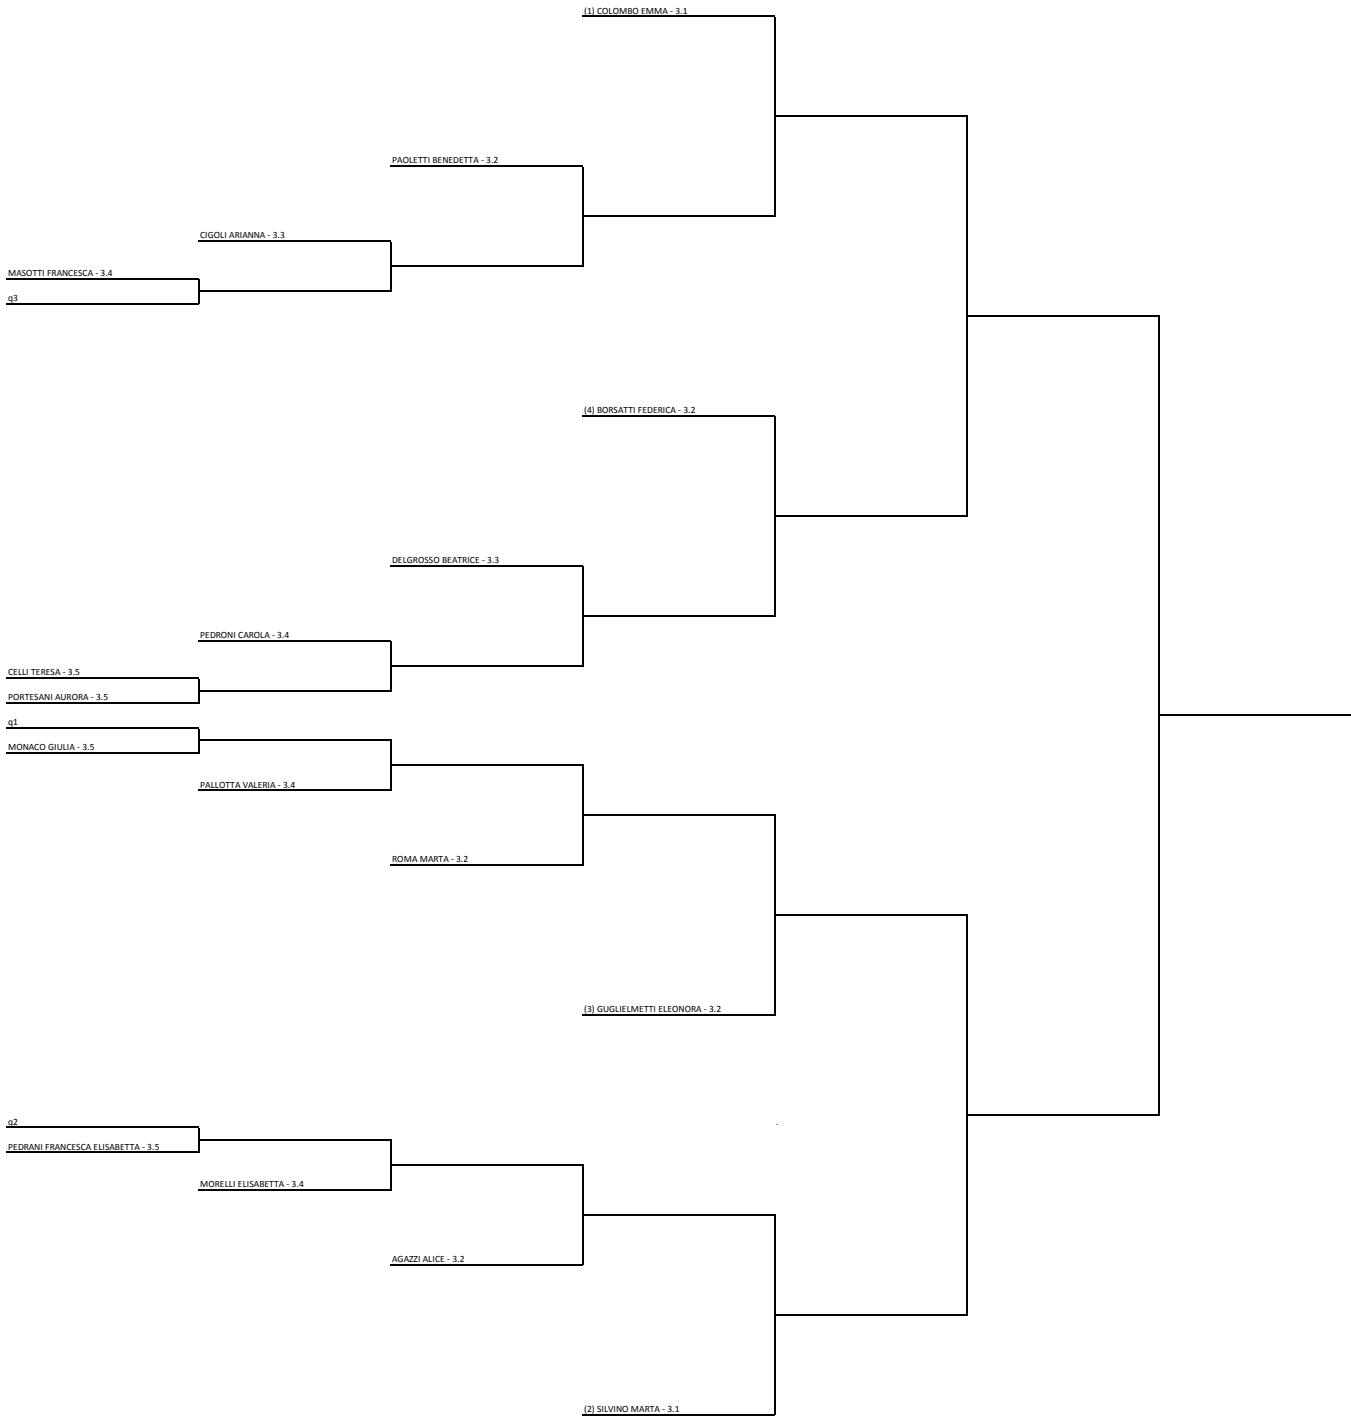 (1) COLOMBO EMMA - 3.1
PAOLETTI BENEDETTA - 3.2
CIGOLI ARIANNA - 3.3
MASOTTI FRANCESCA - 3.4
q3
(4) BORSATTI FEDERICA - 3.2
DELGROSSO BEATRICE - 3.3
PEDRONI CAROLA - 3.4
CELLI TERESA - 3.5
PORTESANI AURORA - 3.5
q1
MONACO GIULIA - 3.5
PALLOTTA VALERIA - 3.4
ROMA MARTA - 3.2
(3) GUGLIELMETTI ELEONORA - 3.2
q2
.
PEDRANI FRANCESCA ELISABETTA - 3.5
MORELLI ELISABETTA - 3.4
AGAZZI ALICE - 3.2
(2) SILVINO MARTA - 3.1